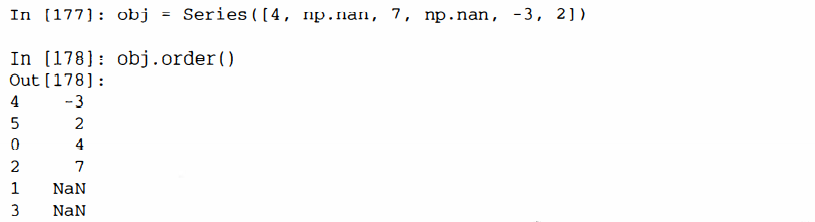 In [177]: obj = Series([4, np.nan, 7, np.nan, -3, 2])
In [178]: obj.order()
Out[178]:
4    -3
5     2
0     4
2     7
1   NaN
3   NaN